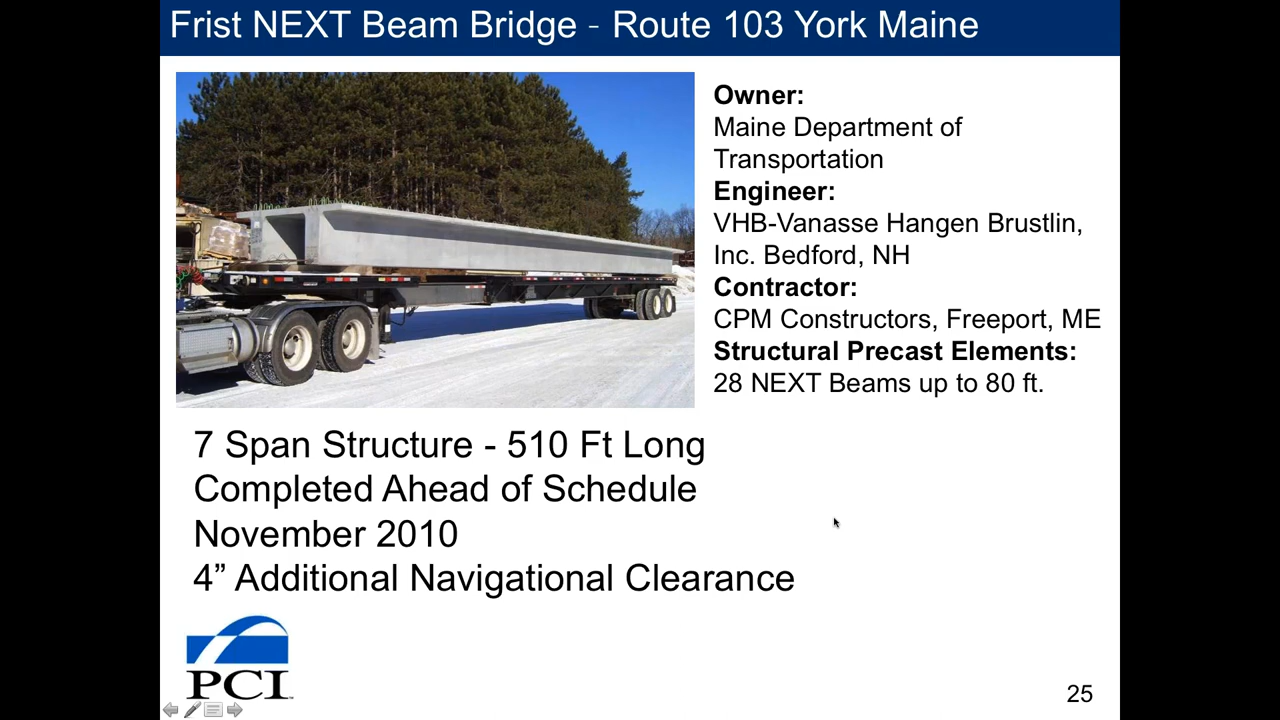 Frist NEXT Beam Bridge - Route 103 York Maine
Owner:
Maine Department of
Transportation
Engineer:
VHB-Vanasse Hangen Brustlin,
Inc. Bedford, NH
Contractor:
CPM Constructors, Freeport, ME
Structural Precast Elements:
28 NEXT Beams up to 80 ft.
7 Span Structure - 510 Ft Long
Completed Ahead of Schedule
November 2010
4” Additional Navigational Clearance
PCI
25